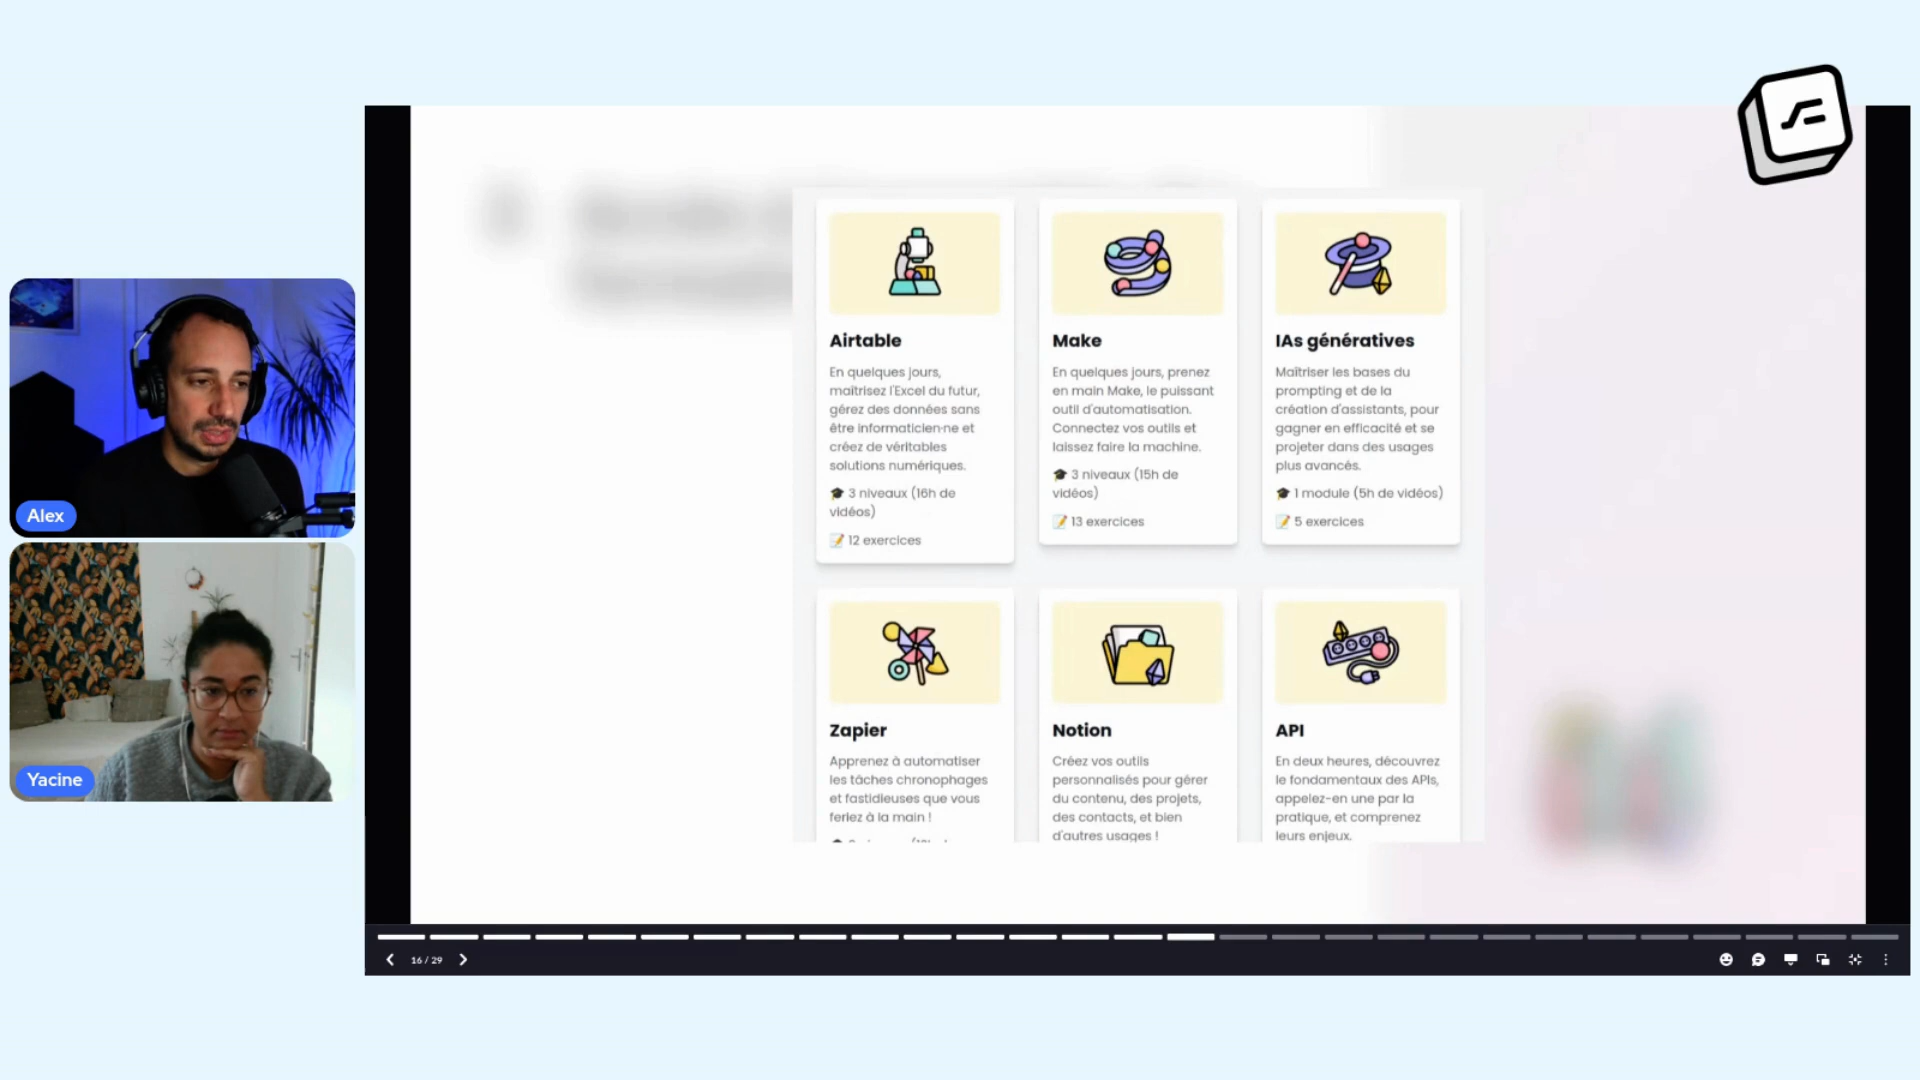 Airtable
En quelques jours,
maîtrisez l'Excel du futur,
gérez des données sans
être informaticien·ne et
créez de véritables
solutions numériques.
🎓 3 niveaux (16h de
vidéos)
📝 12 exercices
Make
En quelques jours, prenez
en main Make, le puissant
outil d'automatisation.
Connectez vos outils et
laissez faire la machine.
🎓 3 niveaux (15h de
vidéos)
📝 13 exercices
IAs génératives
Maîtriser les bases du
prompting et de la
création d'assistants, pour
gagner en efficacité et se
projeter dans des usages
plus avancés.
🎓 1 module (5h de vidéos)
📝 5 exercices
Zapier
Apprenez à automatiser
les tâches chronophages
et fastidieuses que vous
feriez à la main !
Notion
Créez vos outils
personnalisés pour gérer
du contenu, des projets,
des contacts, et bien
d'autres usages !
API
En deux heures, découvrez
le fondamentaux des APIs,
appelez-en une par la
pratique, et comprenez
leurs enjeux.
Alex
Yacine
16 / 29